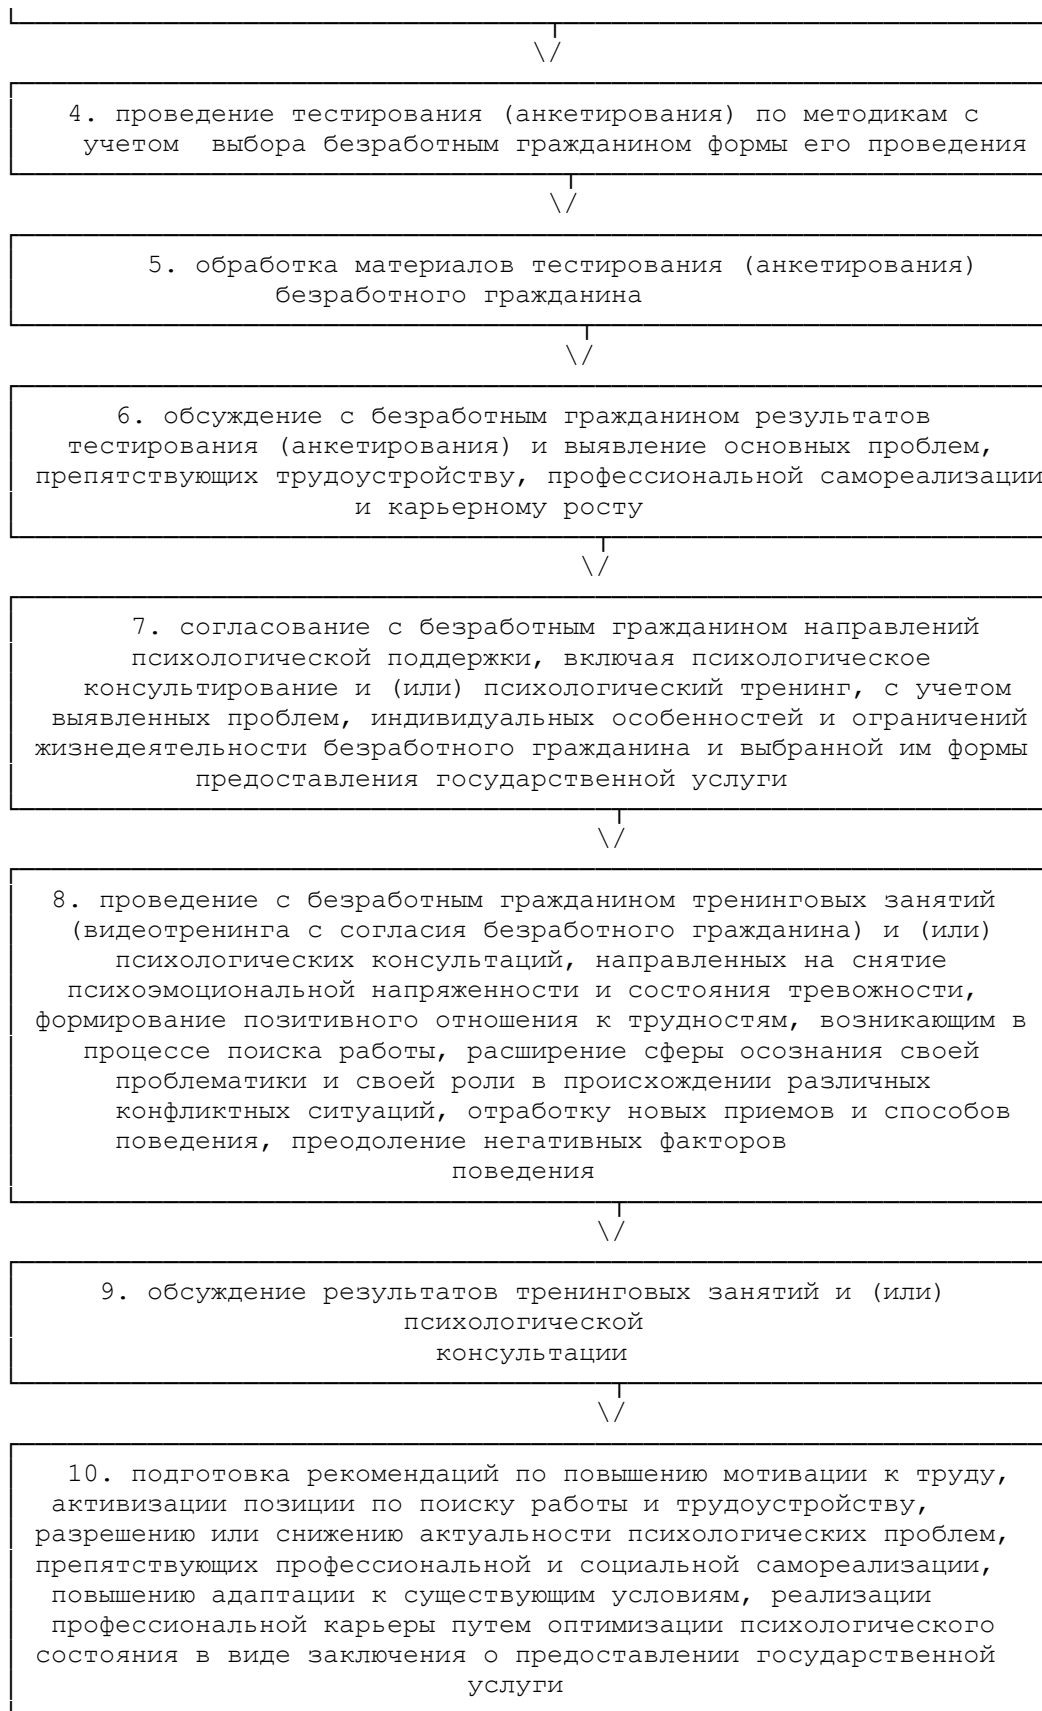 \/
4. проведение тестирования (анкетирования) по методикам с
учетом выбора безработным гражданином формы его проведения
\/
5. обработка материалов тестирования (анкетирования)
безработного гражданина
\/
6. обсуждение с безработным гражданином результатов
тестирования (анкетирования) и выявление основных проблем,
препятствующих трудоустройству, профессиональной самореализации
и карьерному росту
\/
7. согласование с безработным гражданином направлений
психологической поддержки, включая психологическое
консультирование и (или) психологический тренинг, с учетом
выявленных проблем, индивидуальных особенностей и ограничений
жизнедеятельности безработного гражданина и выбранной им формы
предоставления государственной услуги
\/
8. проведение с безработным гражданином тренинговых занятий
(видеотренинга с согласия безработного гражданина) и (или)
психологических консультаций, направленных на снятие
психоэмоциональной напряженности и состояния тревожности,
формирование позитивного отношения к трудностям, возникающим в
процессе поиска работы, расширение сферы осознания своей
проблематики и своей роли в происхождении различных
конфликтных ситуаций, отработку новых приемов и способов
поведения, преодоление негативных факторов
поведения
\/
9. обсуждение результатов тренинговых занятий и (или)
психологической
консультации
\/
10. подготовка рекомендаций по повышению мотивации к труду,
активизации позиции по поиску работы и трудоустройству,
разрешению или снижению актуальности психологических проблем,
препятствующих профессиональной и социальной самореализации,
повышению адаптации к существующим условиям, реализации
профессиональной карьеры путем оптимизации психологического
состояния в виде заключения о предоставлении государственной
услуги